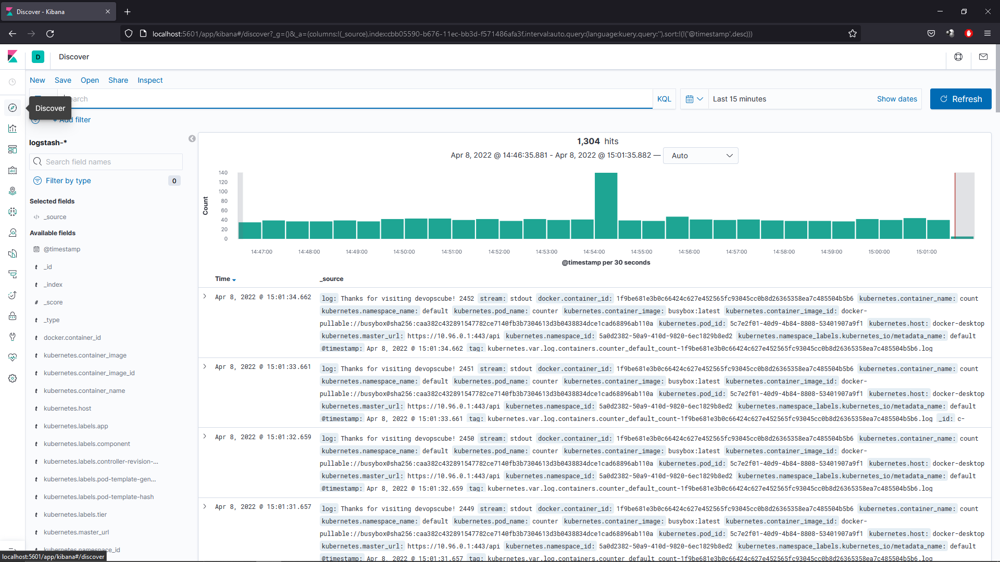 Discover - Kibana
localhost:5601/app/kibana#/discover?_g=()&_a=(columns:!(_source),index:cbb05590-b676-11ec-bb3d-f571486afa3f,interval:auto,query:(language:kuery,query:''),sort:!(!('@timestamp',desc)))
D Discover
New Save Open Share Inspect
KQL Last 15 minutes Show dates Refresh
Discover
+ Add filter
logstash-*
Search field names
Filter by type 0
Selected fields
_source
Available fields
@timestamp
t _id
t _index
# _score
t _type
t docker.container_id
t kubernetes.container_image
t kubernetes.container_image_id
t kubernetes.container_name
t kubernetes.host
t kubernetes.labels.app
t kubernetes.labels.component
t kubernetes.labels.controller-revision-...
t kubernetes.labels.pod-template-gen...
t kubernetes.labels.pod-template-hash
t kubernetes.labels.tier
t kubernetes.master_url
t kubernetes.namespace_id
localhost:5601/app/kibana#/discover
1,304 hits
Apr 8, 2022 @ 14:46:35.881 - Apr 8, 2022 @ 15:01:35.882 — Auto
140
120
100
80
60
40
20
0
Count
14:47:00 14:48:00 14:49:00 14:50:00 14:51:00 14:52:00 14:53:00 14:54:00 14:55:00 14:56:00 14:57:00 14:58:00 14:59:00 15:00:00 15:01:00
@timestamp per 30 seconds
Time _source
Apr 8, 2022 @ 15:01:34.662 log: Thanks for visiting devopscube! 2452 stream: stdout docker.container_id: 1f9be681e3b0c66424c627e452565fc93045cc0b8d26365358ea7c485504b5b6 kubernetes.container_name: count
kubernetes.namespace_name: default kubernetes.pod_name: counter kubernetes.container_image: busybox:latest kubernetes.container_image_id: docker-
pullable://busybox@sha256:caa382c432891547782ce7140fb3b7304613d3b0438834dce1cad68896ab110a kubernetes.pod_id: 5c7e2f01-40d9-4b84-8808-53401907a9f1 kubernetes.host: docker-desktop
kubernetes.master_url: https://10.96.0.1:443/api kubernetes.namespace_id: 5a0d2382-50a9-410d-9820-6ec1829b8ed2 kubernetes.namespace_labels.kubernetes_io/metadata_name: default
@timestamp: Apr 8, 2022 @ 15:01:34.662 tag: kubernetes.var.log.containers.counter_default_count-1f9be681e3b0c66424c627e452565fc93045cc0b8d26365358ea7c485504b5b6.log
Apr 8, 2022 @ 15:01:33.661 log: Thanks for visiting devopscube! 2451 stream: stdout docker.container_id: 1f9be681e3b0c66424c627e452565fc93045cc0b8d26365358ea7c485504b5b6 kubernetes.container_name: count
kubernetes.namespace_name: default kubernetes.pod_name: counter kubernetes.container_image: busybox:latest kubernetes.container_image_id: docker-
pullable://busybox@sha256:caa382c432891547782ce7140fb3b7304613d3b0438834dce1cad68896ab110a kubernetes.pod_id: 5c7e2f01-40d9-4b84-8808-53401907a9f1 kubernetes.host: docker-desktop
kubernetes.master_url: https://10.96.0.1:443/api kubernetes.namespace_id: 5a0d2382-50a9-410d-9820-6ec1829b8ed2 kubernetes.namespace_labels.kubernetes_io/metadata_name: default
@timestamp: Apr 8, 2022 @ 15:01:33.661 tag: kubernetes.var.log.containers.counter_default_count-1f9be681e3b0c66424c627e452565fc93045cc0b8d26365358ea7c485504b5b6.log _id: c-
Apr 8, 2022 @ 15:01:32.659 log: Thanks for visiting devopscube! 2450 stream: stdout docker.container_id: 1f9be681e3b0c66424c627e452565fc93045cc0b8d26365358ea7c485504b5b6 kubernetes.container_name: count
kubernetes.namespace_name: default kubernetes.pod_name: counter kubernetes.container_image: busybox:latest kubernetes.container_image_id: docker-
pullable://busybox@sha256:caa382c432891547782ce7140fb3b7304613d3b0438834dce1cad68896ab110a kubernetes.pod_id: 5c7e2f01-40d9-4b84-8808-53401907a9f1 kubernetes.host: docker-desktop
kubernetes.master_url: https://10.96.0.1:443/api kubernetes.namespace_id: 5a0d2382-50a9-410d-9820-6ec1829b8ed2 kubernetes.namespace_labels.kubernetes_io/metadata_name: default
@timestamp: Apr 8, 2022 @ 15:01:32.659 tag: kubernetes.var.log.containers.counter_default_count-1f9be681e3b0c66424c627e452565fc93045cc0b8d26365358ea7c485504b5b6.log
Apr 8, 2022 @ 15:01:31.657 log: Thanks for visiting devopscube! 2449 stream: stdout docker.container_id: 1f9be681e3b0c66424c627e452565fc93045cc0b8d26365358ea7c485504b5b6 kubernetes.container_name: count
kubernetes.namespace_name: default kubernetes.pod_name: counter kubernetes.container_image: busybox:latest kubernetes.container_image_id: docker-
pullable://busybox@sha256:caa382c432891547782ce7140fb3b7304613d3b0438834dce1cad68896ab110a kubernetes.pod_id: 5c7e2f01-40d9-4b84-8808-53401907a9f1 kubernetes.host: docker-desktop
kubernetes.master_url: https://10.96.0.1:443/api kubernetes.namespace_id: 5a0d2382-50a9-410d-9820-6ec1829b8ed2 kubernetes.namespace_labels.kubernetes_io/metadata_name: default
@timestamp: Apr 8, 2022 @ 15:01:31.657 tag: kubernetes.var.log.containers.counter_default_count-1f9be681e3b0c66424c627e452565fc93045cc0b8d26365358ea7c485504b5b6.log